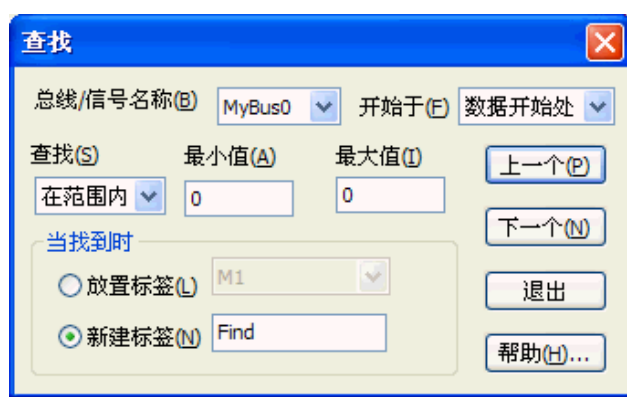 查找
总线/信号名称(B) MyBus0 开始于(F) 数据开始处
查找(S) 最小值(A) 最大值(I) 上一个(P)
在范围内 0 0
下一个(N)
当找到时
放置标签(L) M1
退出
新建标签(N) Find
帮助(H)...